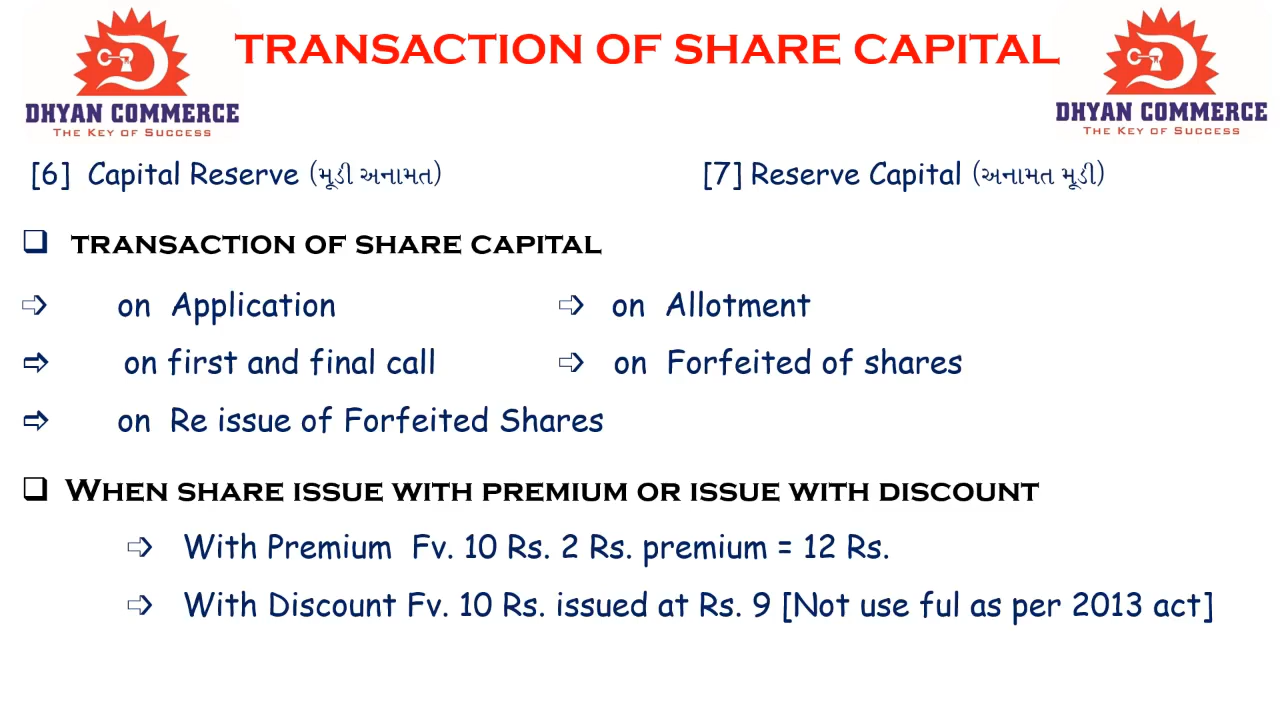 TRANSACTION OF SHARE CAPITAL
DHYAN COMMERCE
THE KEY OF SUCCESS
DHYAN COMMERCE
THE KEY OF SUCCESS
[6] Capital Reserve (મૂડી અનામત) [7] Reserve Capital (અનામત મૂડી)
❑ TRANSACTION OF SHARE CAPITAL
➩ on Application ➩ on Allotment
➩ on first and final call ➩ on Forfeited of shares
➩ on Re issue of Forfeited Shares
❑ WHEN SHARE ISSUE WITH PREMIUM OR ISSUE WITH DISCOUNT
➩ With Premium Fv. 10 Rs. 2 Rs. premium = 12 Rs.
➩ With Discount Fv. 10 Rs. issued at Rs. 9 [Not use ful as per 2013 act]